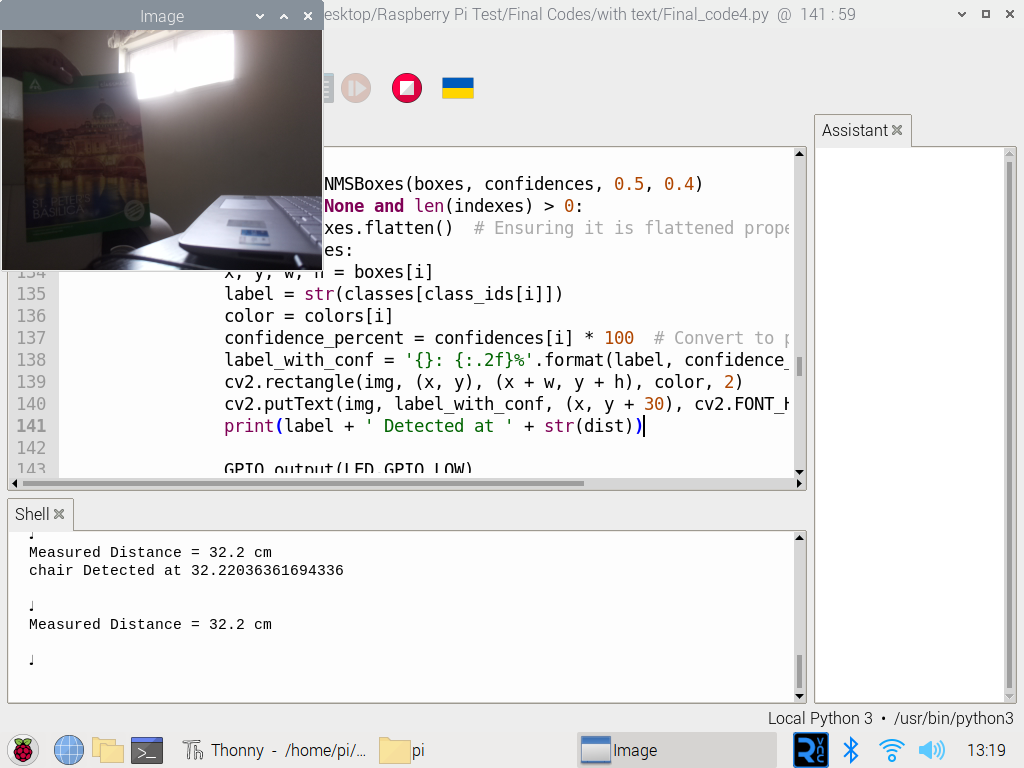 Image
esktop/Raspberry Pi Test/Final Codes/with text/Final_code4.py @ 141 : 59
ST. PETER'S
BASILICA
Assistant
NMSBoxes(boxes, confidences, 0.5, 0.4)
None and len(indexes) > 0:
xes.flatten()  # Ensuring it is flattened prope
es:
134 x, y, w, h = boxes[i]
135 label = str(classes[class_ids[i]])
136 color = colors[i]
137 confidence_percent = confidences[i] * 100  # Convert to p
138 label_with_conf = '{}: {:.2f}%'.format(label, confidence_
139 cv2.rectangle(img, (x, y), (x + w, y + h), color, 2)
140 cv2.putText(img, label_with_conf, (x, y + 30), cv2.FONT_H
141 print(label + ' Detected at ' + str(dist))
142
143 GPIO.output(LED,GPIO.LOW)
Shell
Measured Distance = 32.2 cm
chair Detected at 32.22036361694336
Measured Distance = 32.2 cm
Local Python 3 • /usr/bin/python3
Thonny - /home/pi/...
pi
Image
VNC
13:19